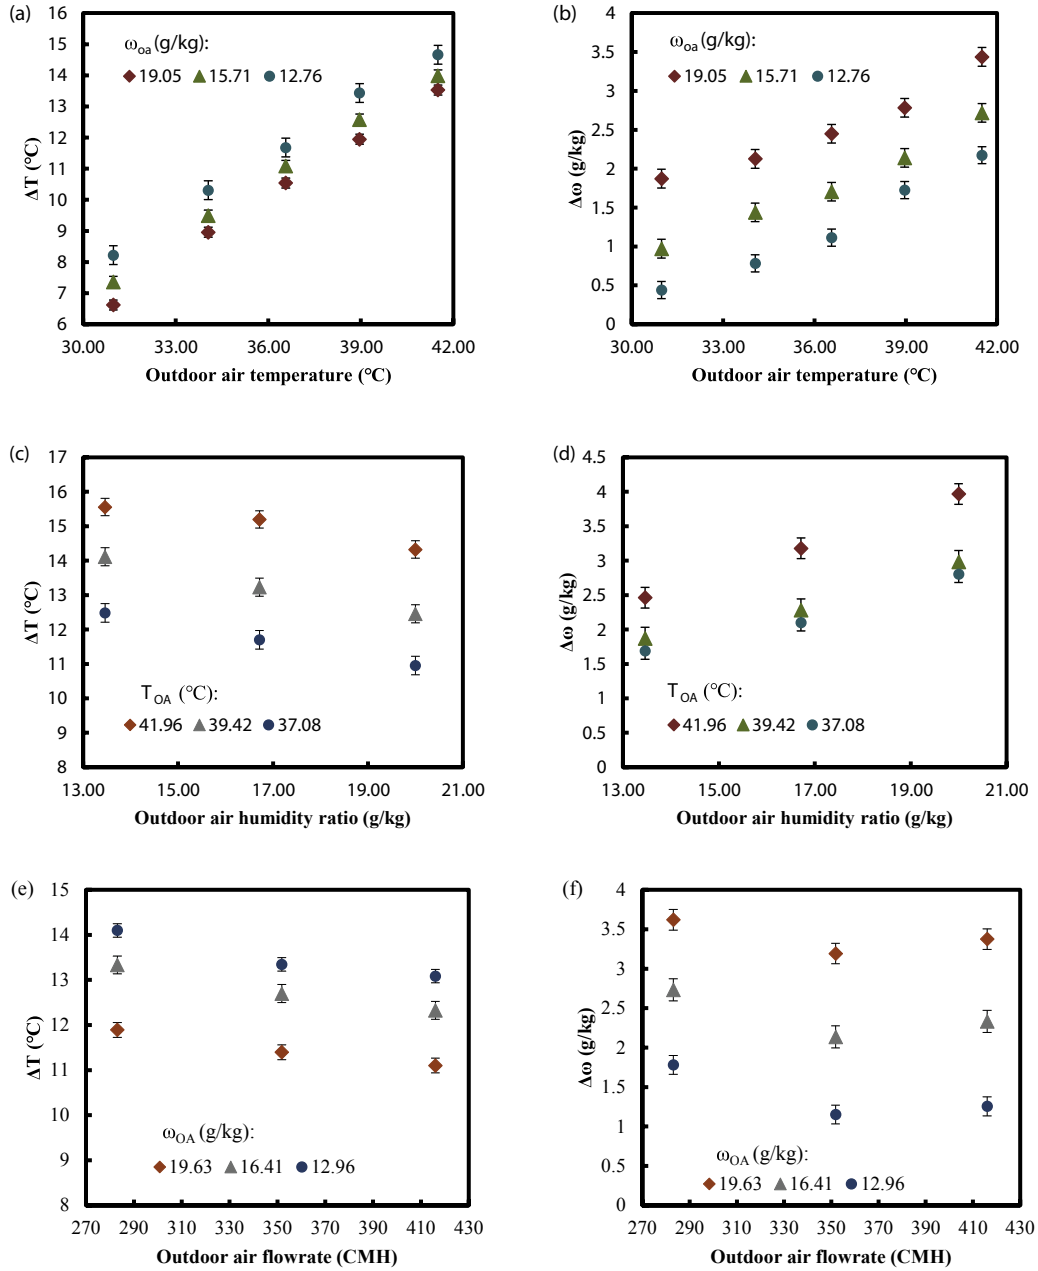 (a)
16
15
14
13
12
11
10
9
8
7
6
ΔT (℃)
ωoa (g/kg):
19.05 15.71 12.76
30.00 33.00 36.00 39.00 42.00
Outdoor air temperature (℃)
(b)
4
3.5
3
2.5
2
1.5
1
0.5
0
Δω (g/kg)
ωoa (g/kg):
19.05 15.71 12.76
30.00 33.00 36.00 39.00 42.00
Outdoor air temperature (℃)
(c)
17
16
15
14
13
12
11
10
9
8
ΔT (℃)
TOA (℃):
41.96 39.42 37.08
13.00 15.00 17.00 19.00 21.00
Outdoor air humidity ratio (g/kg)
(d)
4.5
4
3.5
3
2.5
2
1.5
1
0.5
0
Δω (g/kg)
TOA (℃):
41.96 39.42 37.08
13.00 15.00 17.00 19.00 21.00
Outdoor air humidity ratio (g/kg)
(e)
15
14
13
12
11
10
9
8
ΔT (℃)
ωOA (g/kg):
19.63 16.41 12.96
270 290 310 330 350 370 390 410 430
Outdoor air flowrate (CMH)
(f)
4
3.5
3
2.5
2
1.5
1
0.5
0
Δω (g/kg)
ωOA (g/kg):
19.63 16.41 12.96
270 290 310 330 350 370 390 410 430
Outdoor air flowrate (CMH)